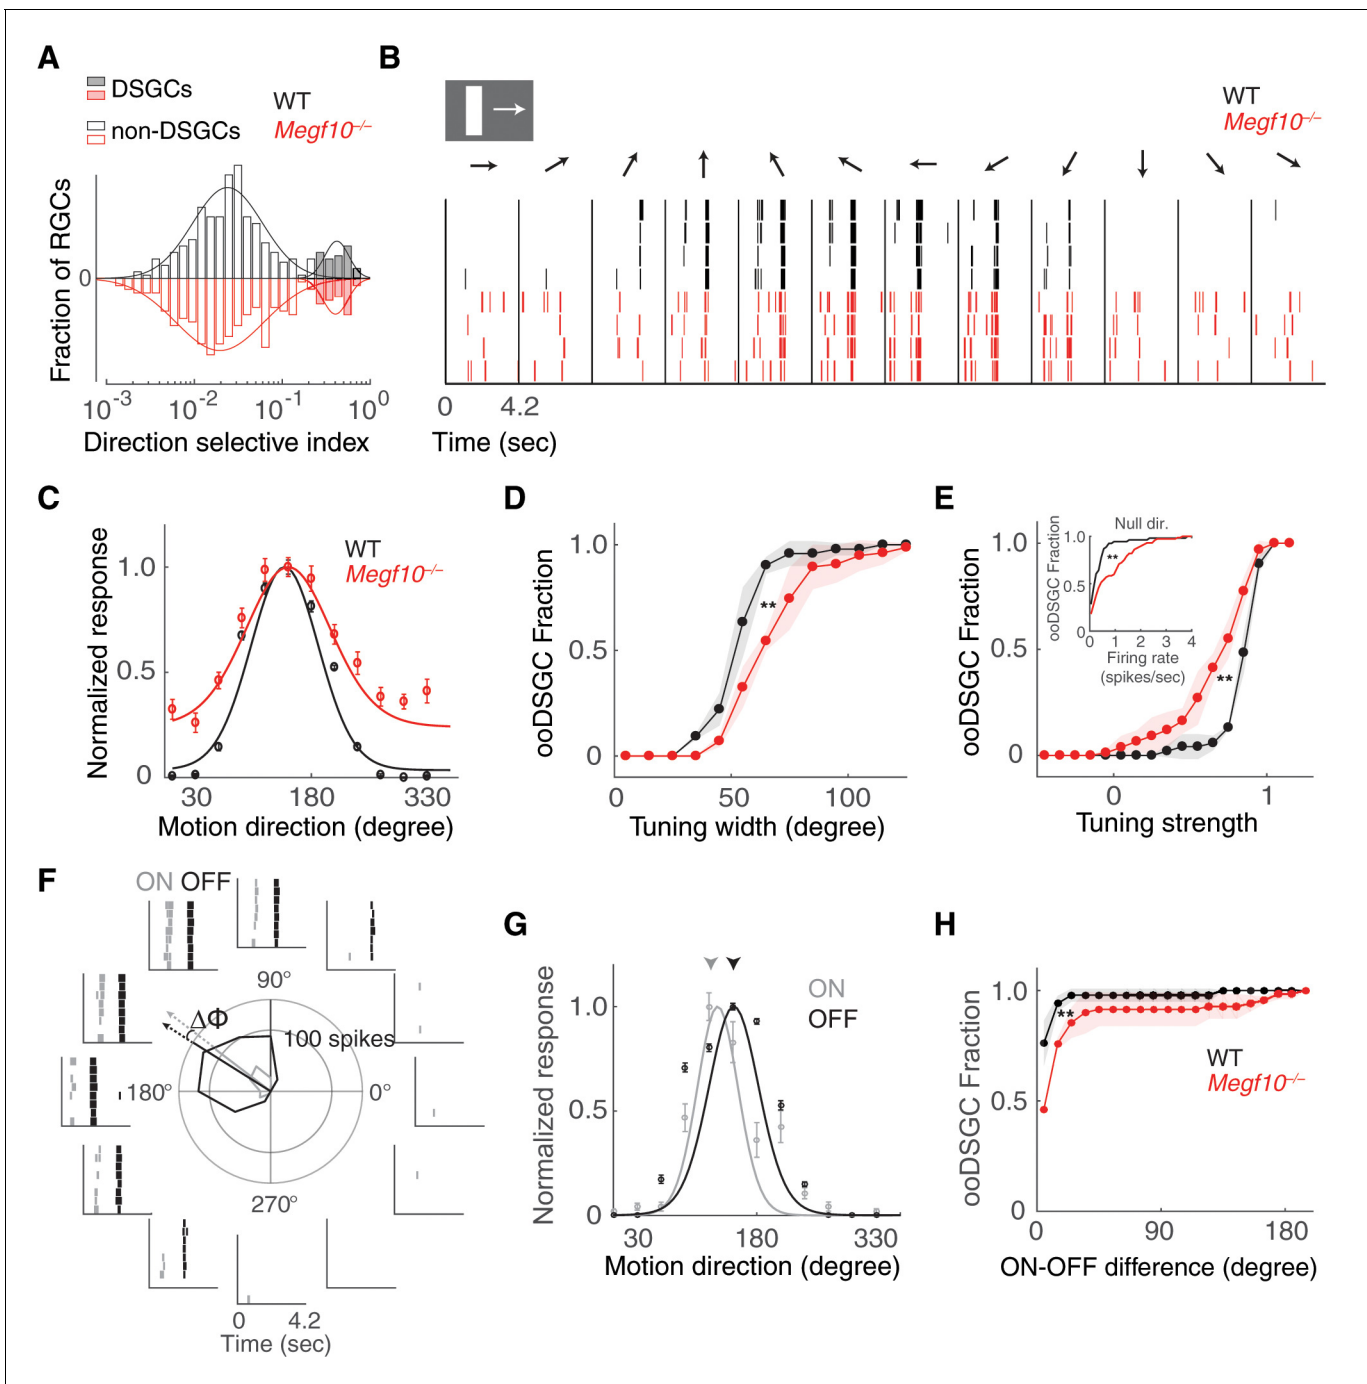 A
DSGCs
non-DSGCs
WT
Megf10–/–
Fraction of RGCs
0
10-3 10-2 10-1 100
Direction selective index
B
WT
Megf10–/–
0 4.2
Time (sec)
C
Normalized response
1.0
0.5
0
WT
Megf10–/–
30 180 330
Motion direction (degree)
D
ooDSGC Fraction
1.0
0.5
0
**
0 50 100
Tuning width (degree)
E
ooDSGC Fraction
1.0
0.5
0
**
0 1
Tuning strength
Null dir.
ooDSGC Fraction
1.0
0.5
0
**
0 1 2 3 4
Firing rate
(spikes/sec)
F
ON OFF
90°
ΔΦ
100 spikes
180°
0°
270°
0 4.2
Time (sec)
G
Normalized response
1.0
0.5
0
ON
OFF
30 180 330
Motion direction (degree)
H
ooDSGC Fraction
1.0
0.5
0
**
WT
Megf10–/–
0 90 180
ON-OFF difference (degree)